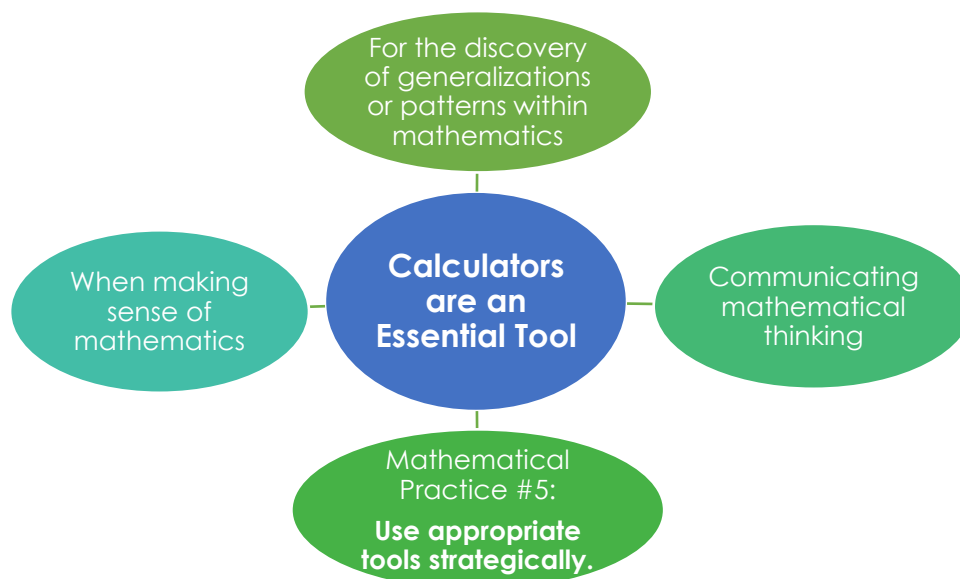 For the discovery
of generalizations
or patterns within
mathematics
When making
sense of
mathematics
Calculators
are an
Essential Tool
Communicating
mathematical
thinking
Mathematical
Practice #5:
Use appropriate
tools strategically.